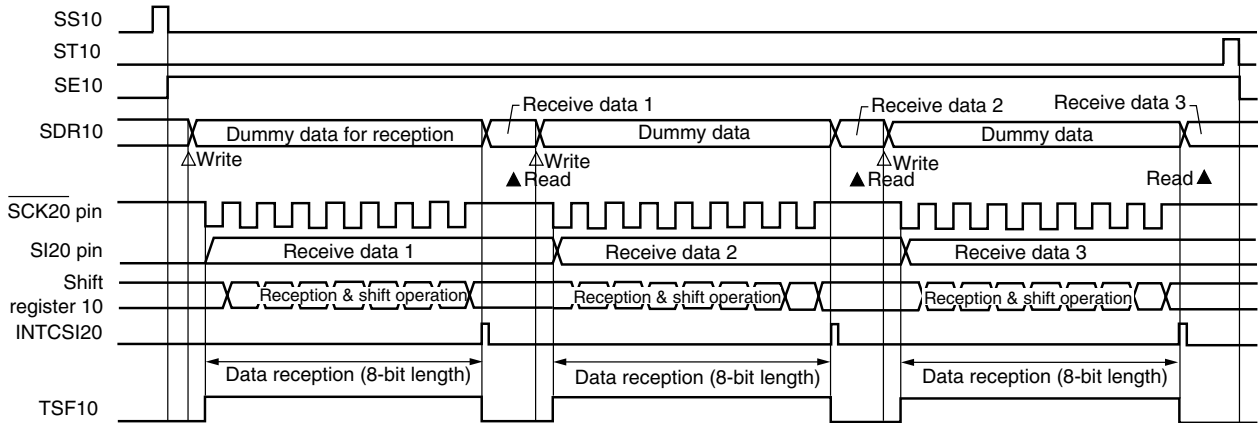 SS10
ST10
SE10
Receive data 1
Receive data 2
Receive data 3
SDR10
Dummy data for reception
Dummy data
Dummy data
Write
Write
Write
Read
Read
Read
SCK20 pin
SI20 pin
Receive data 1
Receive data 2
Receive data 3
Shift
register 10
Reception & shift operation
Reception & shift operation
Reception & shift operation
INTCSI20
Data reception (8-bit length)
Data reception (8-bit length)
Data reception (8-bit length)
TSF10